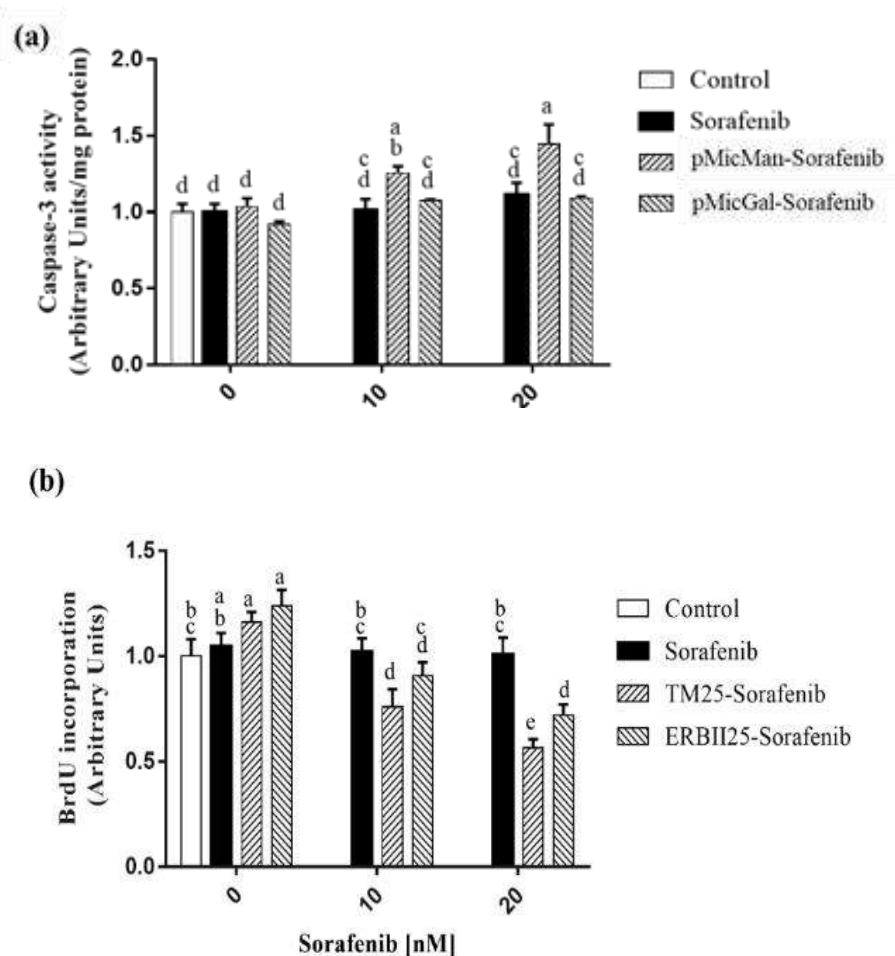 (a)
Caspase-3 activity
(Arbitrary Units/mg protein)
2.0
1.5
1.0
0.5
0.0
d d d d
c d
a b
c d
c d
a
c d
0 10 20
Control
Sorafenib
pMicMan-Sorafenib
pMicGal-Sorafenib
(b)
BrdU incorporation
(Arbitrary Units)
1.5
1.0
0.5
0.0
b c
a b
a
a
b c
d
c d
b c
e
d
0 10 20
Sorafenib [nM]
Control
Sorafenib
TM25-Sorafenib
ERBII25-Sorafenib